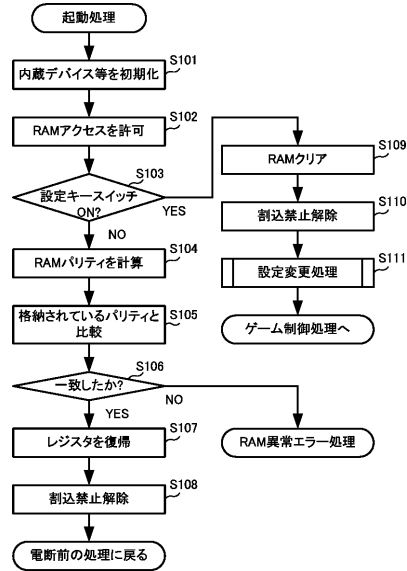 起動処理
S101
内蔵デバイス等を初期化
S102
RAMアクセスを許可
S103
設定キースイッチ
ON?
YES
NO
S104
RAMパリティを計算
S105
格納されているパリティと
比較
S106
一致したか?
NO
YES
S107
レジスタを復帰
S108
割込禁止解除
電断前の処理に戻る
S109
RAMクリア
S110
割込禁止解除
S111
設定変更処理
ゲーム制御処理へ
RAM異常エラー処理